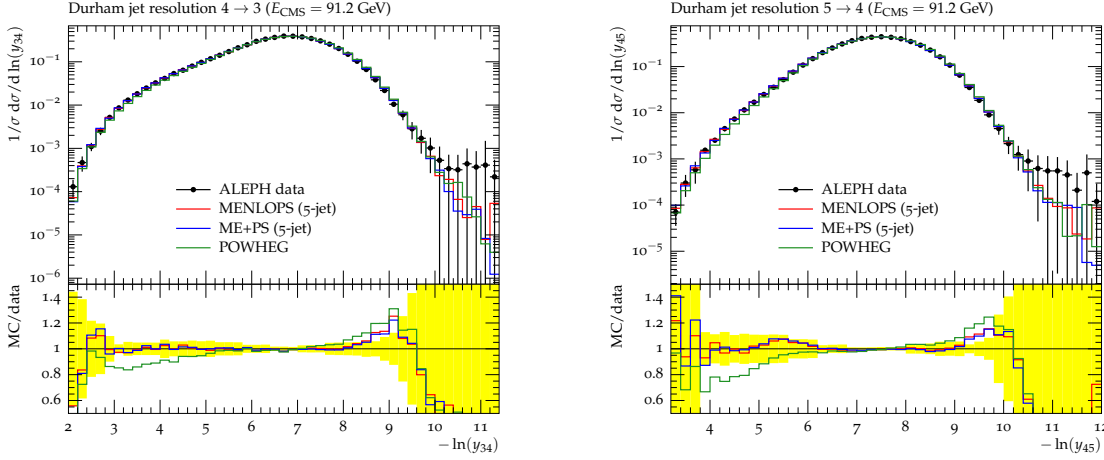 Durham jet resolution 4 → 3 (E_CMS = 91.2 GeV)
1/σ dσ/d ln(y_34)
10^−1
10^−2
10^−3
10^−4
10^−5
10^−6
ALEPH data
MENLOPS (5-jet)
ME+PS (5-jet)
POWHEG
MC/data
1.4
1.2
1
0.8
0.6
2 3 4 5 6 7 8 9 10 11
− ln(y_34)
Durham jet resolution 5 → 4 (E_CMS = 91.2 GeV)
1/σ dσ/d ln(y_45)
10^−1
10^−2
10^−3
10^−4
10^−5
ALEPH data
MENLOPS (5-jet)
ME+PS (5-jet)
POWHEG
MC/data
1.4
1.2
1
0.8
0.6
4 5 6 7 8 9 10 11 12
− ln(y_45)